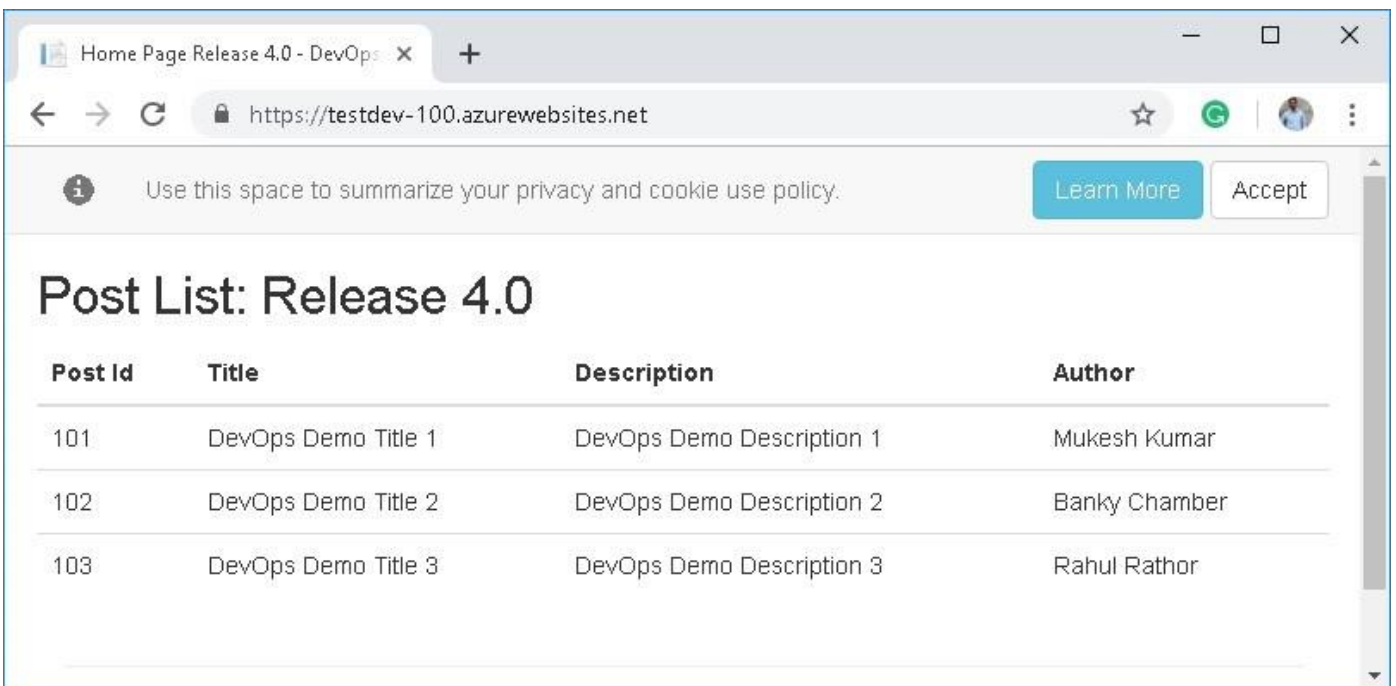 Home Page Release 4.0 - DevOps
https://testdev-100.azurewebsites.net
Use this space to summarize your privacy and cookie use policy. Learn More Accept
Post List: Release 4.0
Post Id Title Description Author
101 DevOps Demo Title 1 DevOps Demo Description 1 Mukesh Kumar
102 DevOps Demo Title 2 DevOps Demo Description 2 Banky Chamber
103 DevOps Demo Title 3 DevOps Demo Description 3 Rahul Rathor